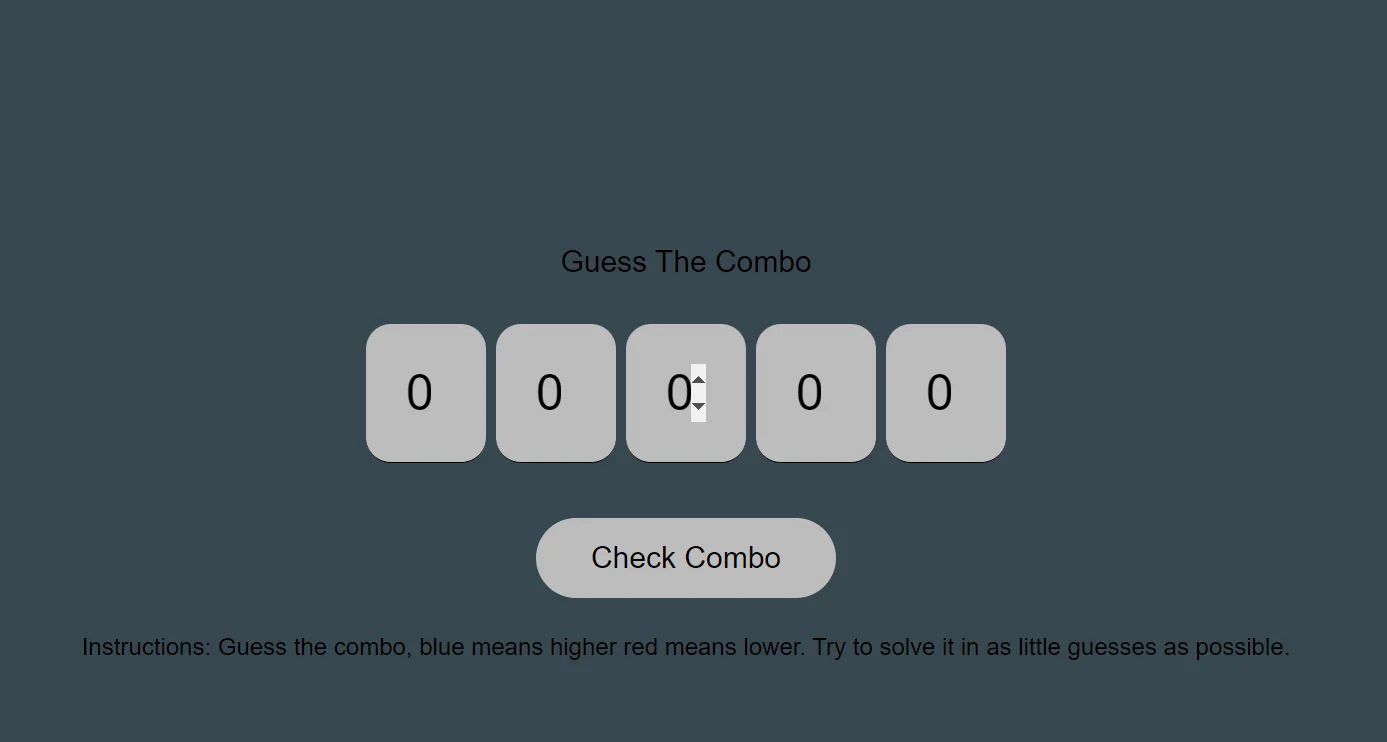 Guess The Combo
0 0 0 0 0
Check Combo
Instructions: Guess the combo, blue means higher red means lower. Try to solve it in as little guesses as possible.